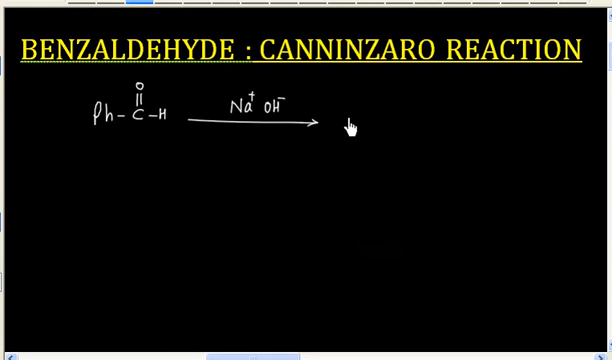 BENZALDEHYDE : CANNINZARO REACTION
O
Ph - C - H
Na+ OH-